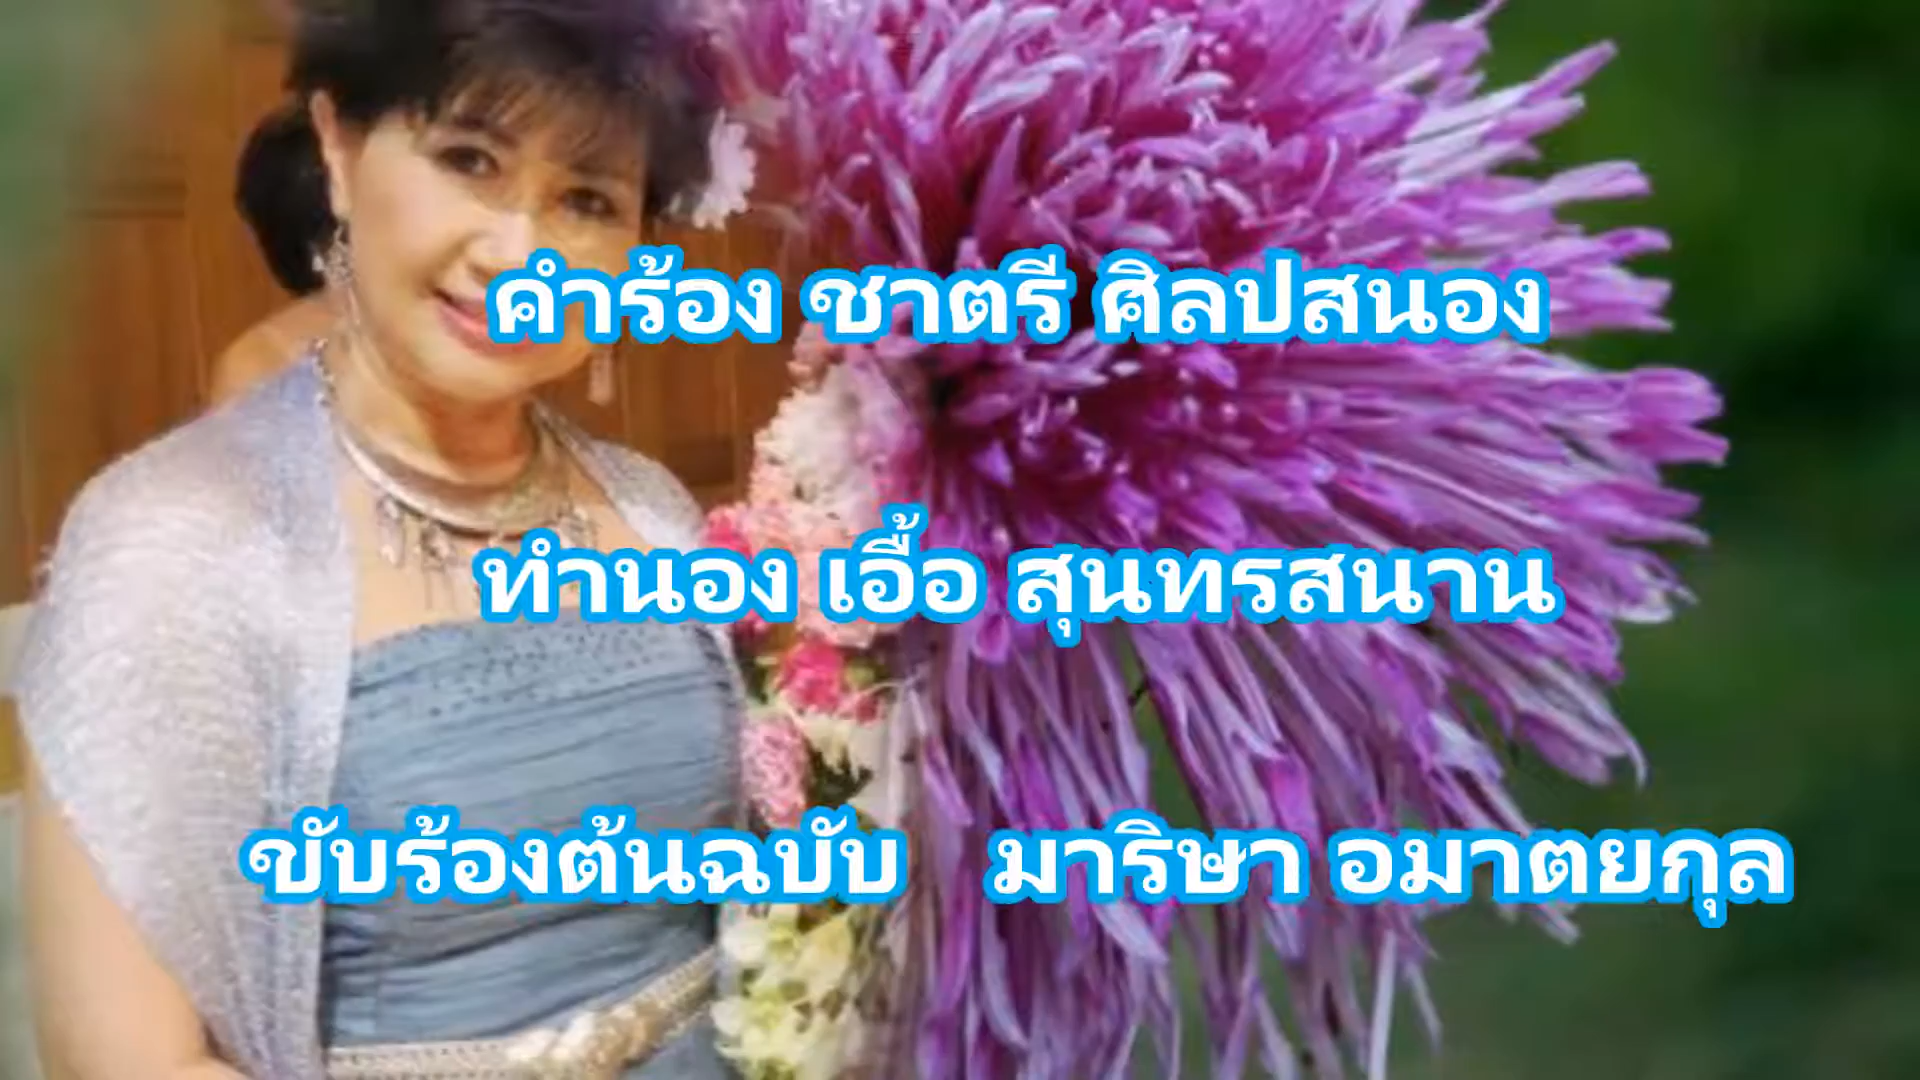 คำร้อง ชาตรี ศิลปสนอง
ทำนอง เอื้อ สุนทรสนาน
ขับร้องต้นฉบับ มาริษา อมาตยกุล